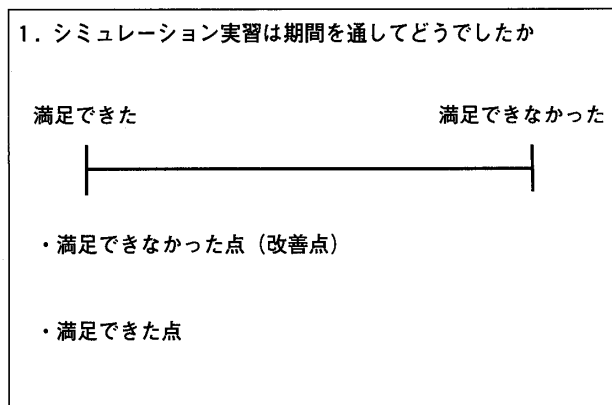 1．シミュレーション実習は期間を通してどうでしたか
満足できた　満足できなかった
・満足できなかった点（改善点）
・満足できた点